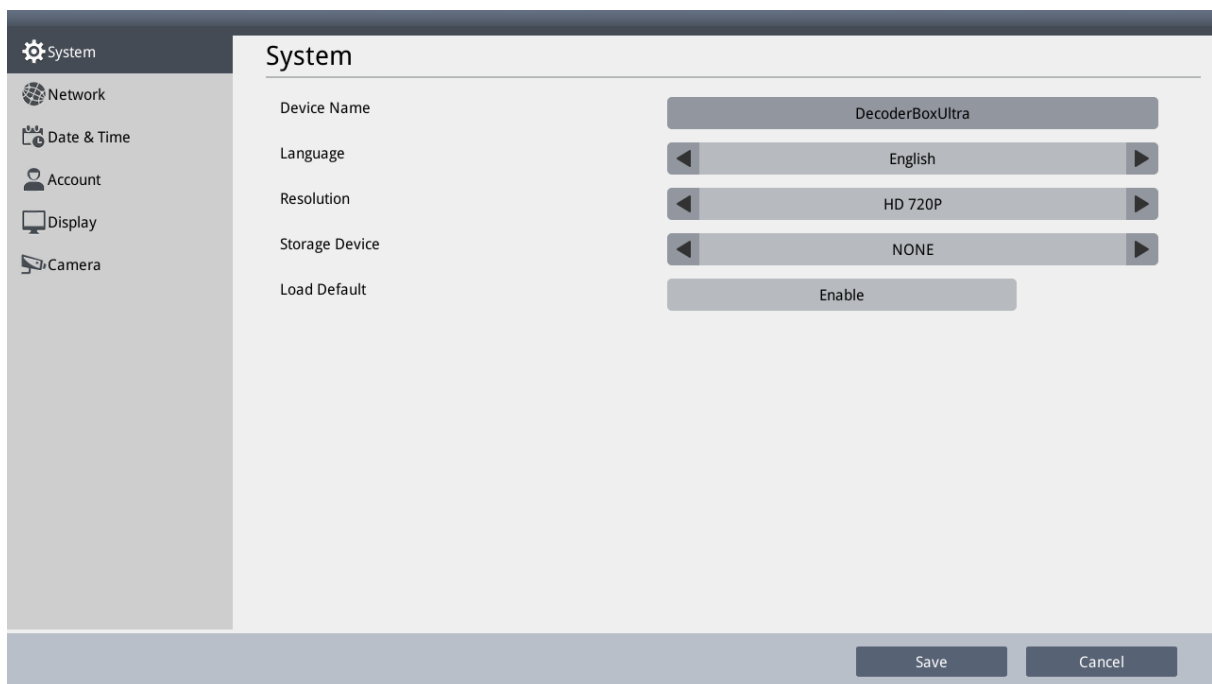 System
Network
Date & Time
Account
Display
Camera
System
Device Name
DecoderBoxUltra
Language
English
Resolution
HD 720P
Storage Device
NONE
Load Default
Enable
Save
Cancel